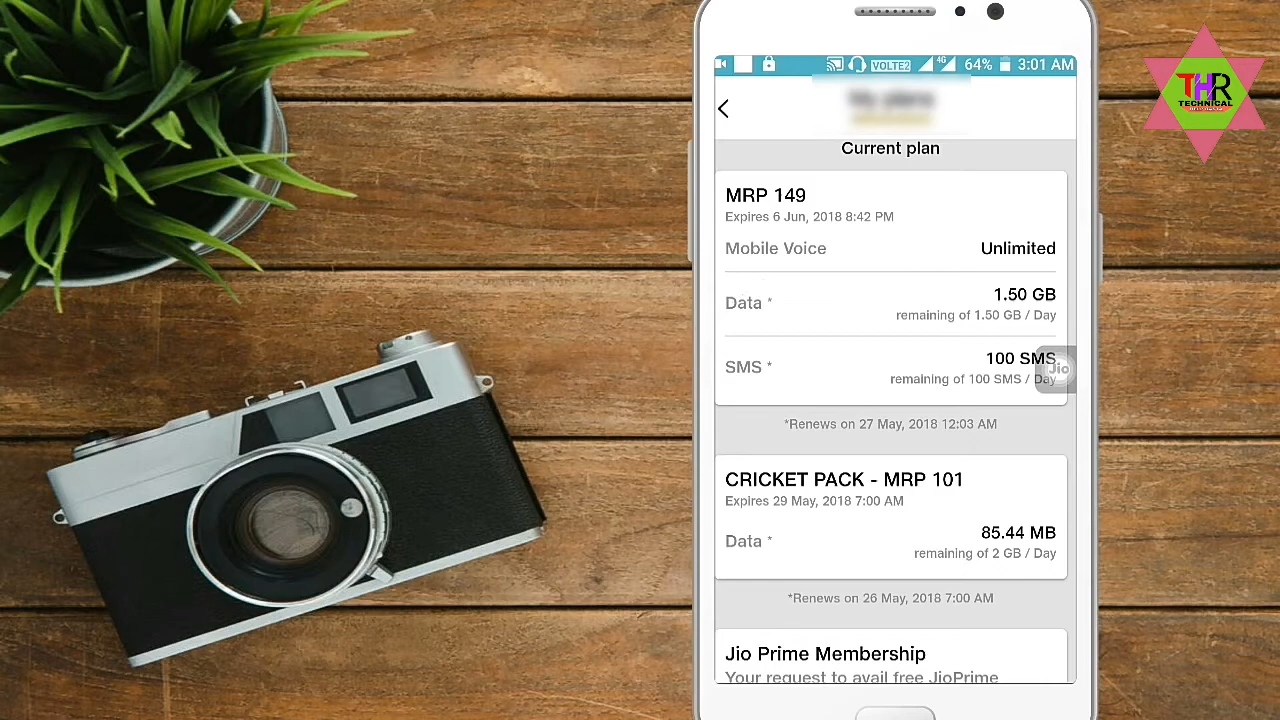 VOLTE2 4G 64% 3:01 AM
Current plan
MRP 149
Expires 6 Jun, 2018 8:42 PM
Mobile Voice Unlimited
Data * 1.50 GB
remaining of 1.50 GB / Day
SMS * 100 SMS
remaining of 100 SMS / Day
Jio
*Renews on 27 May, 2018 12:03 AM
CRICKET PACK - MRP 101
Expires 29 May, 2018 7:00 AM
Data * 85.44 MB
remaining of 2 GB / Day
*Renews on 26 May, 2018 7:00 AM
Jio Prime Membership
Your request to avail free JioPrime
THR
TECHNICAL